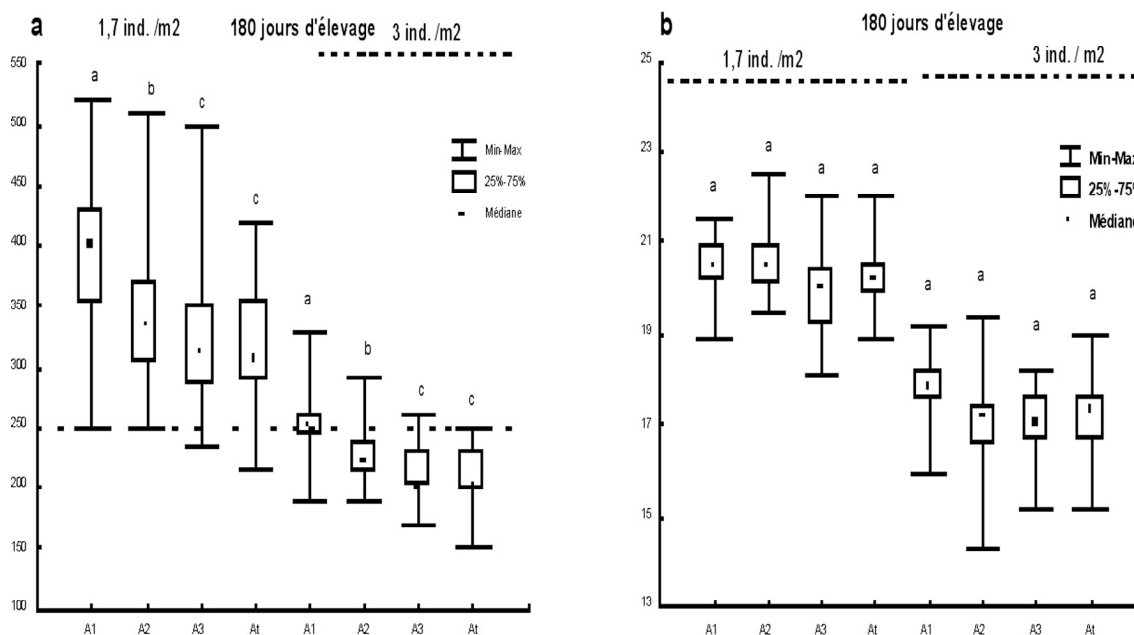 a
1,7 ind. /m2
180 jours d'élevage
3 ind. /m2
550
500
450
400
350
300
250
200
150
100
a
b
c
c
a
b
c
c
Min-Max
25%-75%
Médiane
A1 A2 A3 At A1 A2 A3 At
b
180 jours d'élevage
1,7 ind. /m2
3 ind. / m2
25
23
21
19
17
15
13
a
a
a
a
a
a
a
a
Min-Max
25%-75%
Médiane
A1 A2 A3 At A1 A2 A3 At